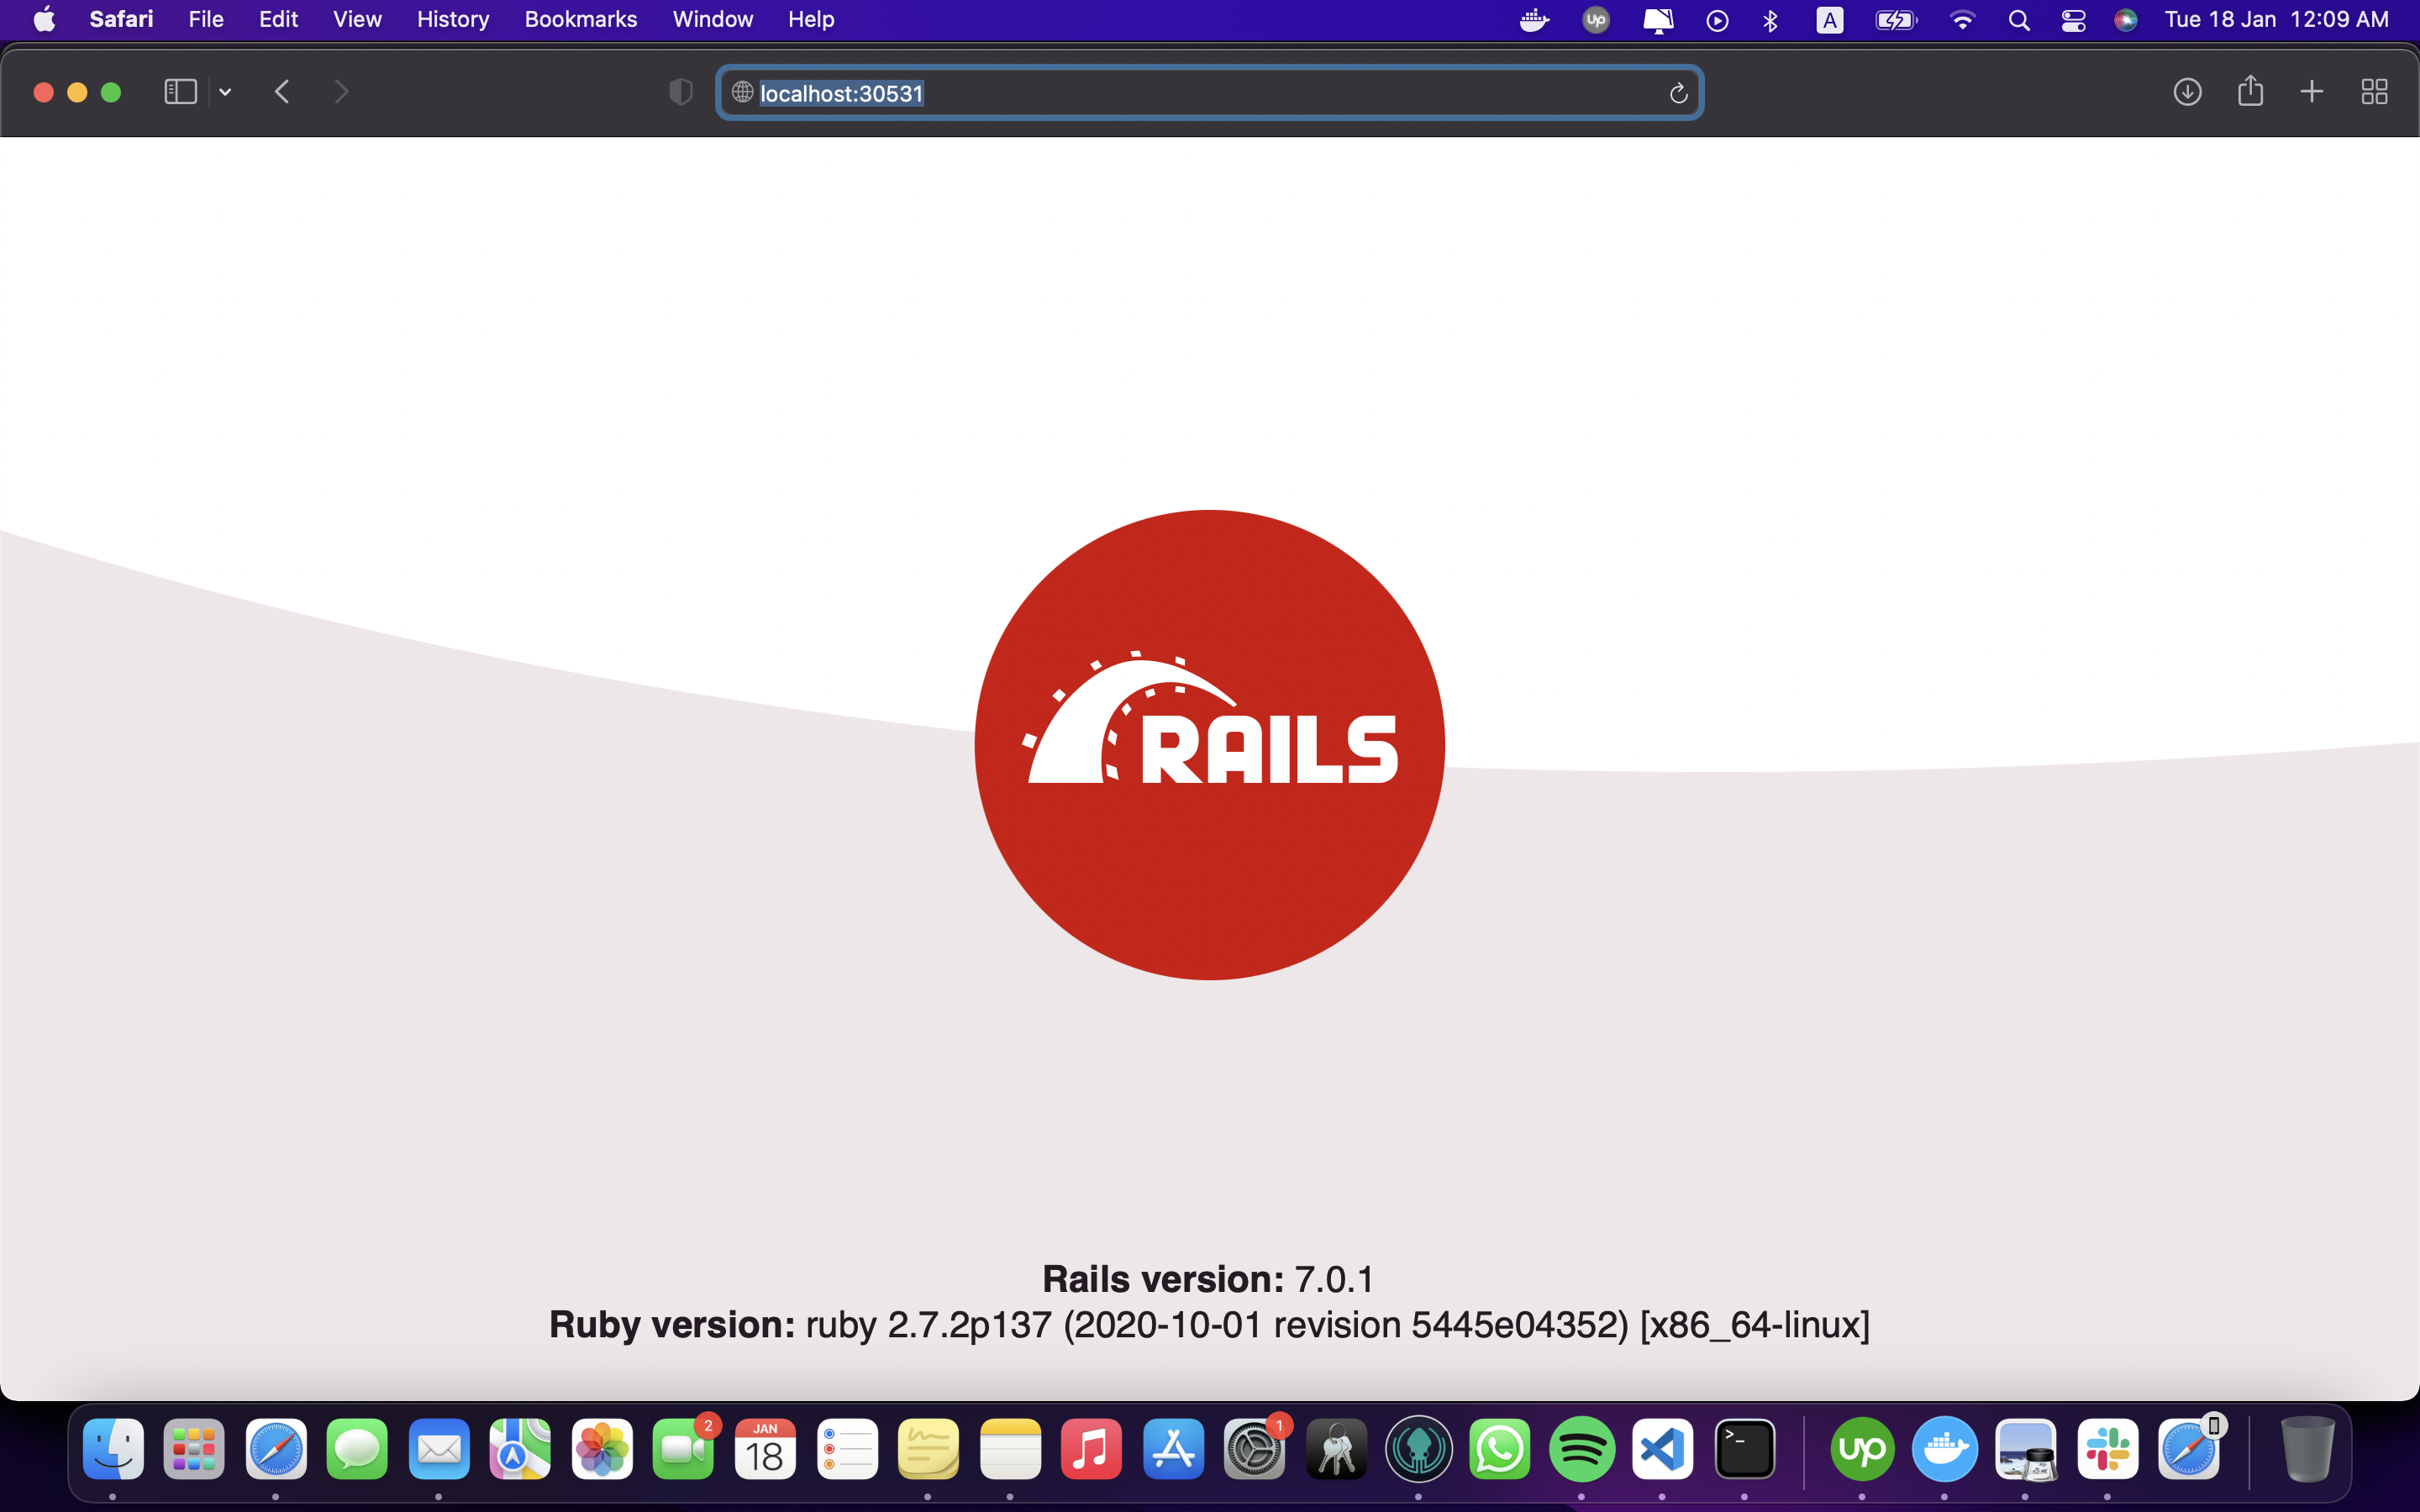 Safari File Edit View History Bookmarks Window Help
up
A
Tue 18 Jan 12:09 AM
localhost:30531
RAILS
Rails version: 7.0.1
Ruby version: ruby 2.7.2p137 (2020-10-01 revision 5445e04352) [x86_64-linux]
2
JAN
18
1
>_
up